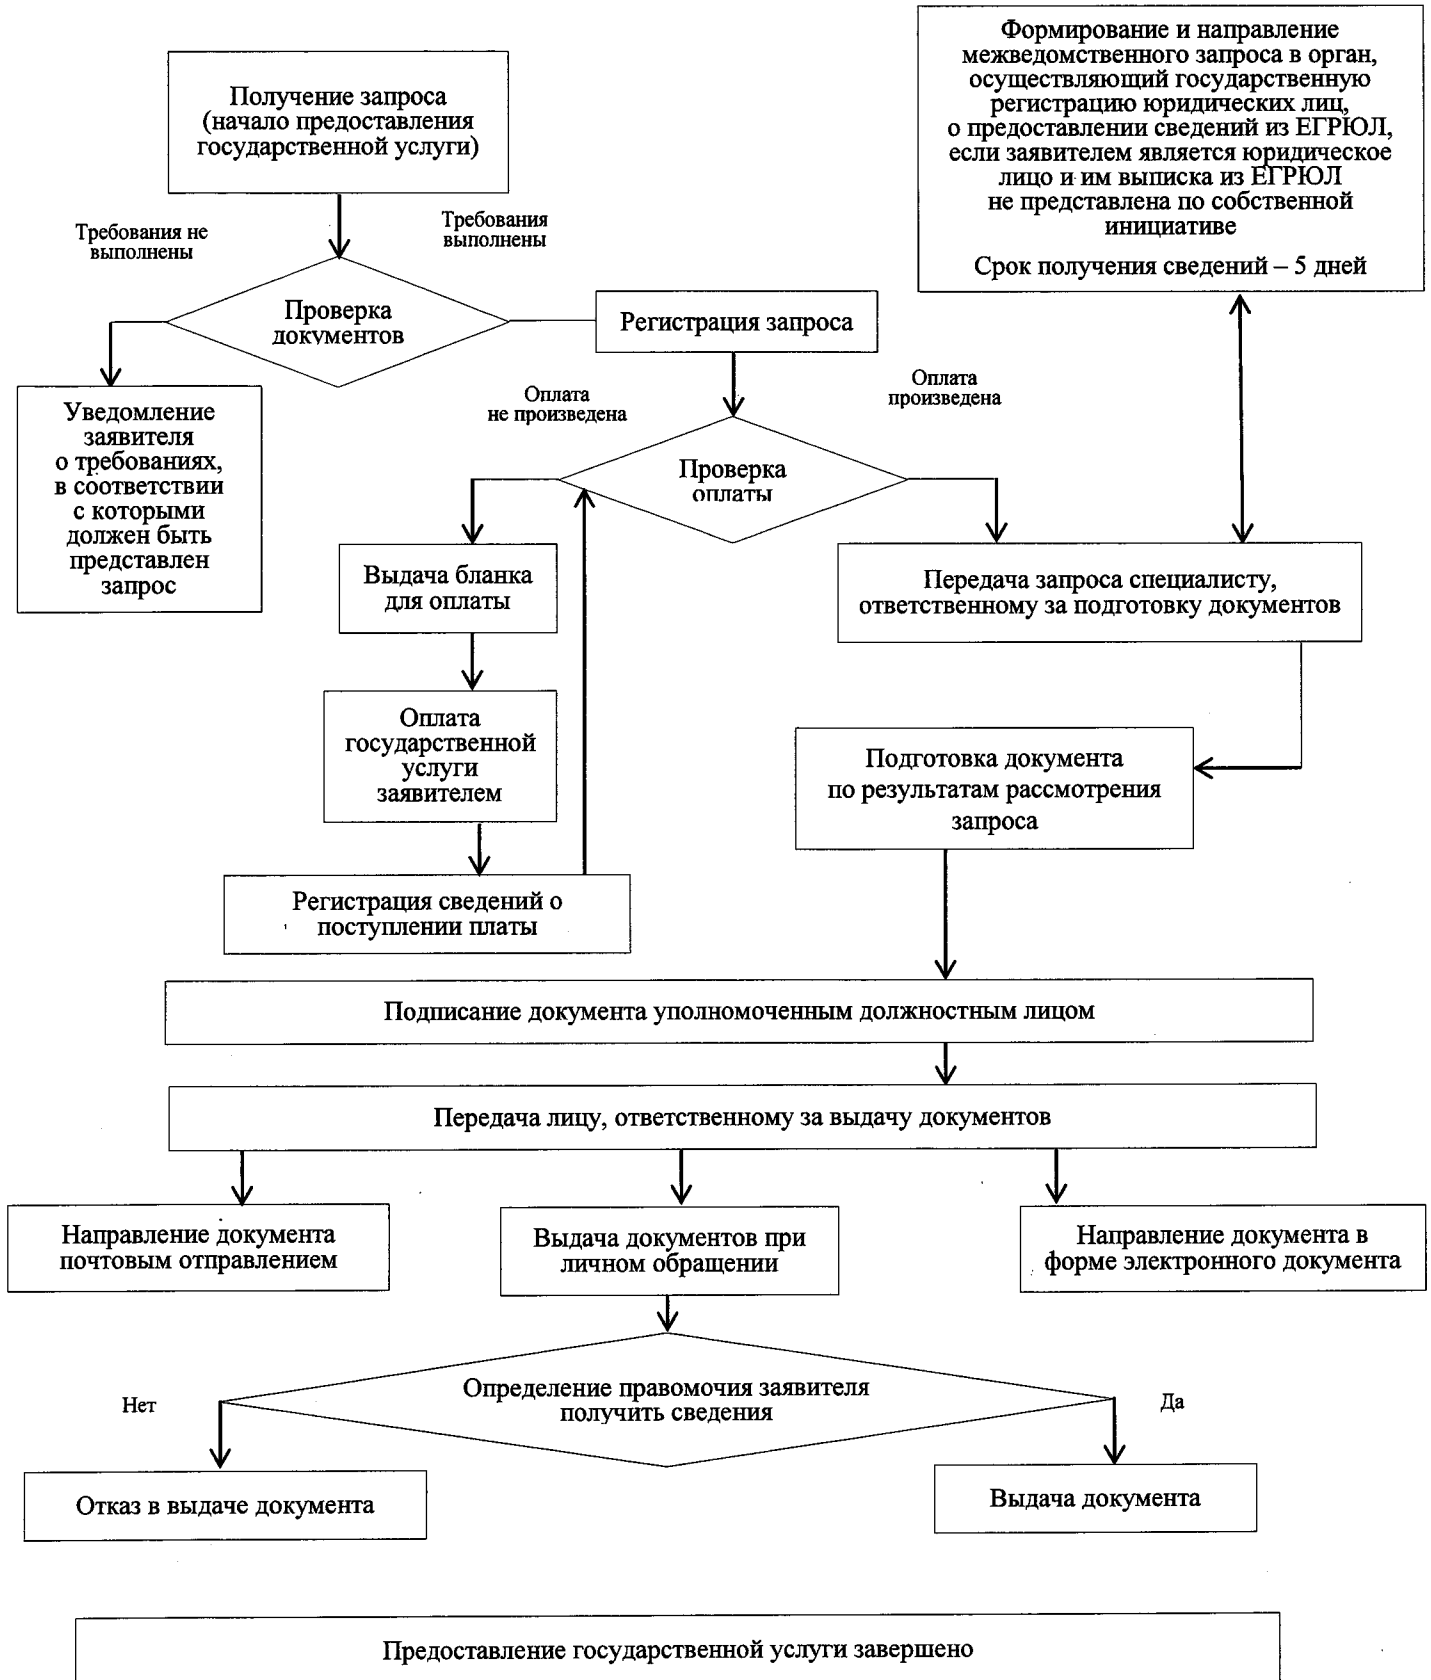 Формирование и направление
межведомственного запроса в орган,
осуществляющий государственную
регистрацию юридических лиц,
о предоставлении сведений из ЕГРЮЛ,
если заявителем является юридическое
лицо и им выписка из ЕГРЮЛ
не представлена по собственной
инициативе
Срок получения сведений – 5 дней
Получение запроса
(начало предоставления
государственной услуги)
Требования не
выполнены
Требования
выполнены
Проверка
документов
Регистрация запроса
Уведомление
заявителя
о требованиях,
в соответствии
с которыми
должен быть
представлен
запрос
Оплата
не произведена
Оплата
произведена
Проверка
оплаты
Выдача бланка
для оплаты
Передача запроса специалисту,
ответственному за подготовку документов
Оплата
государственной
услуги
заявителем
Подготовка документа
по результатам рассмотрения
запроса
Регистрация сведений о
поступлении платы
Подписание документа уполномоченным должностным лицом
Передача лицу, ответственному за выдачу документов
Направление документа
почтовым отправлением
Выдача документов при
личном обращении
Направление документа в
форме электронного документа
Определение правомочия заявителя
получить сведения
Нет
Да
Отказ в выдаче документа
Выдача документа
Предоставление государственной услуги завершено